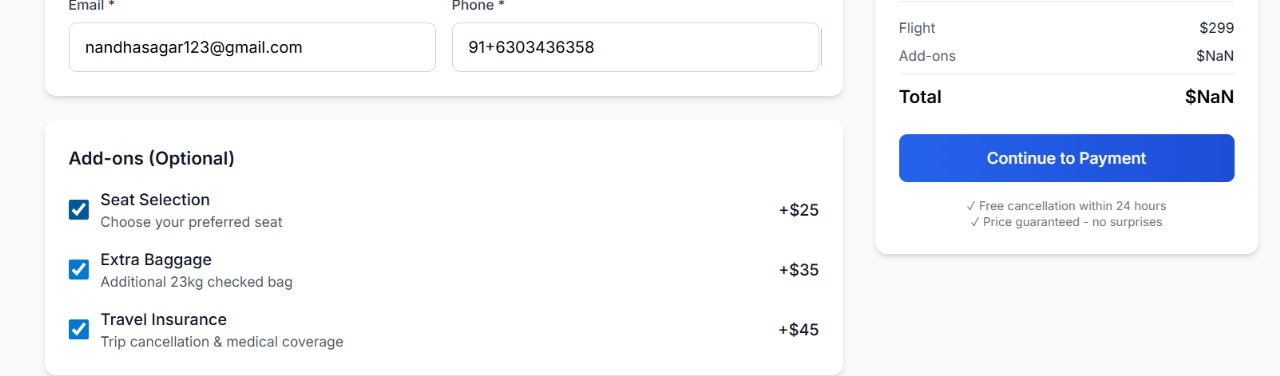 Email *
Phone *
nandhasagar123@gmail.com
91+6303436358
Add-ons (Optional)
Seat Selection
Choose your preferred seat
+$25
Extra Baggage
Additional 23kg checked bag
+$35
Travel Insurance
Trip cancellation & medical coverage
+$45
Flight
$299
Add-ons
$NaN
Total
$NaN
Continue to Payment
✓ Free cancellation within 24 hours
✓ Price guaranteed - no surprises